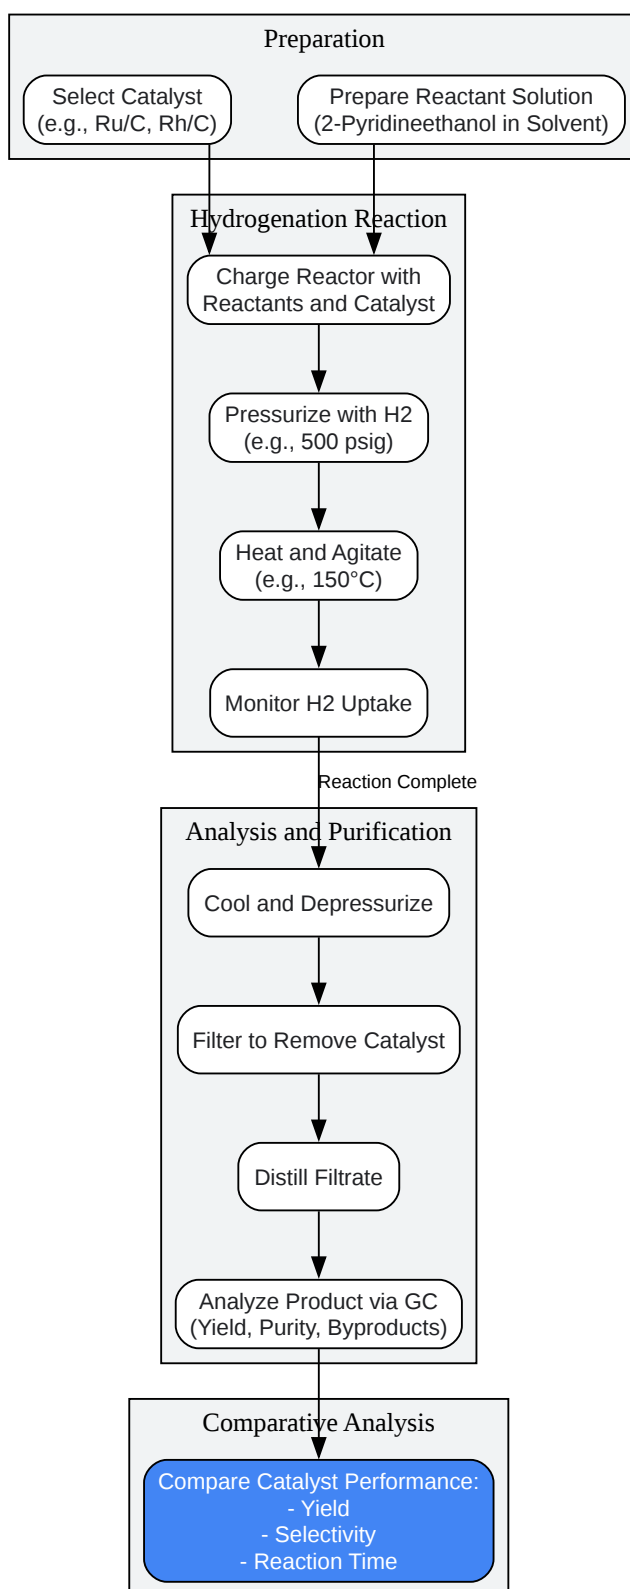 Preparation
Select Catalyst
(e.g., Ru/C, Rh/C)
Prepare Reactant Solution
(2-Pyridineethanol in Solvent)
Hydrogenation Reaction
Charge Reactor with
Reactants and Catalyst
Pressurize with H2
(e.g., 500 psig)
Heat and Agitate
(e.g., 150°C)
Monitor H2 Uptake
Reaction Complete
Analysis and Purification
Cool and Depressurize
Filter to Remove Catalyst
Distill Filtrate
Analyze Product via GC
(Yield, Purity, Byproducts)
Comparative Analysis
Compare Catalyst Performance:
- Yield
- Selectivity
- Reaction Time